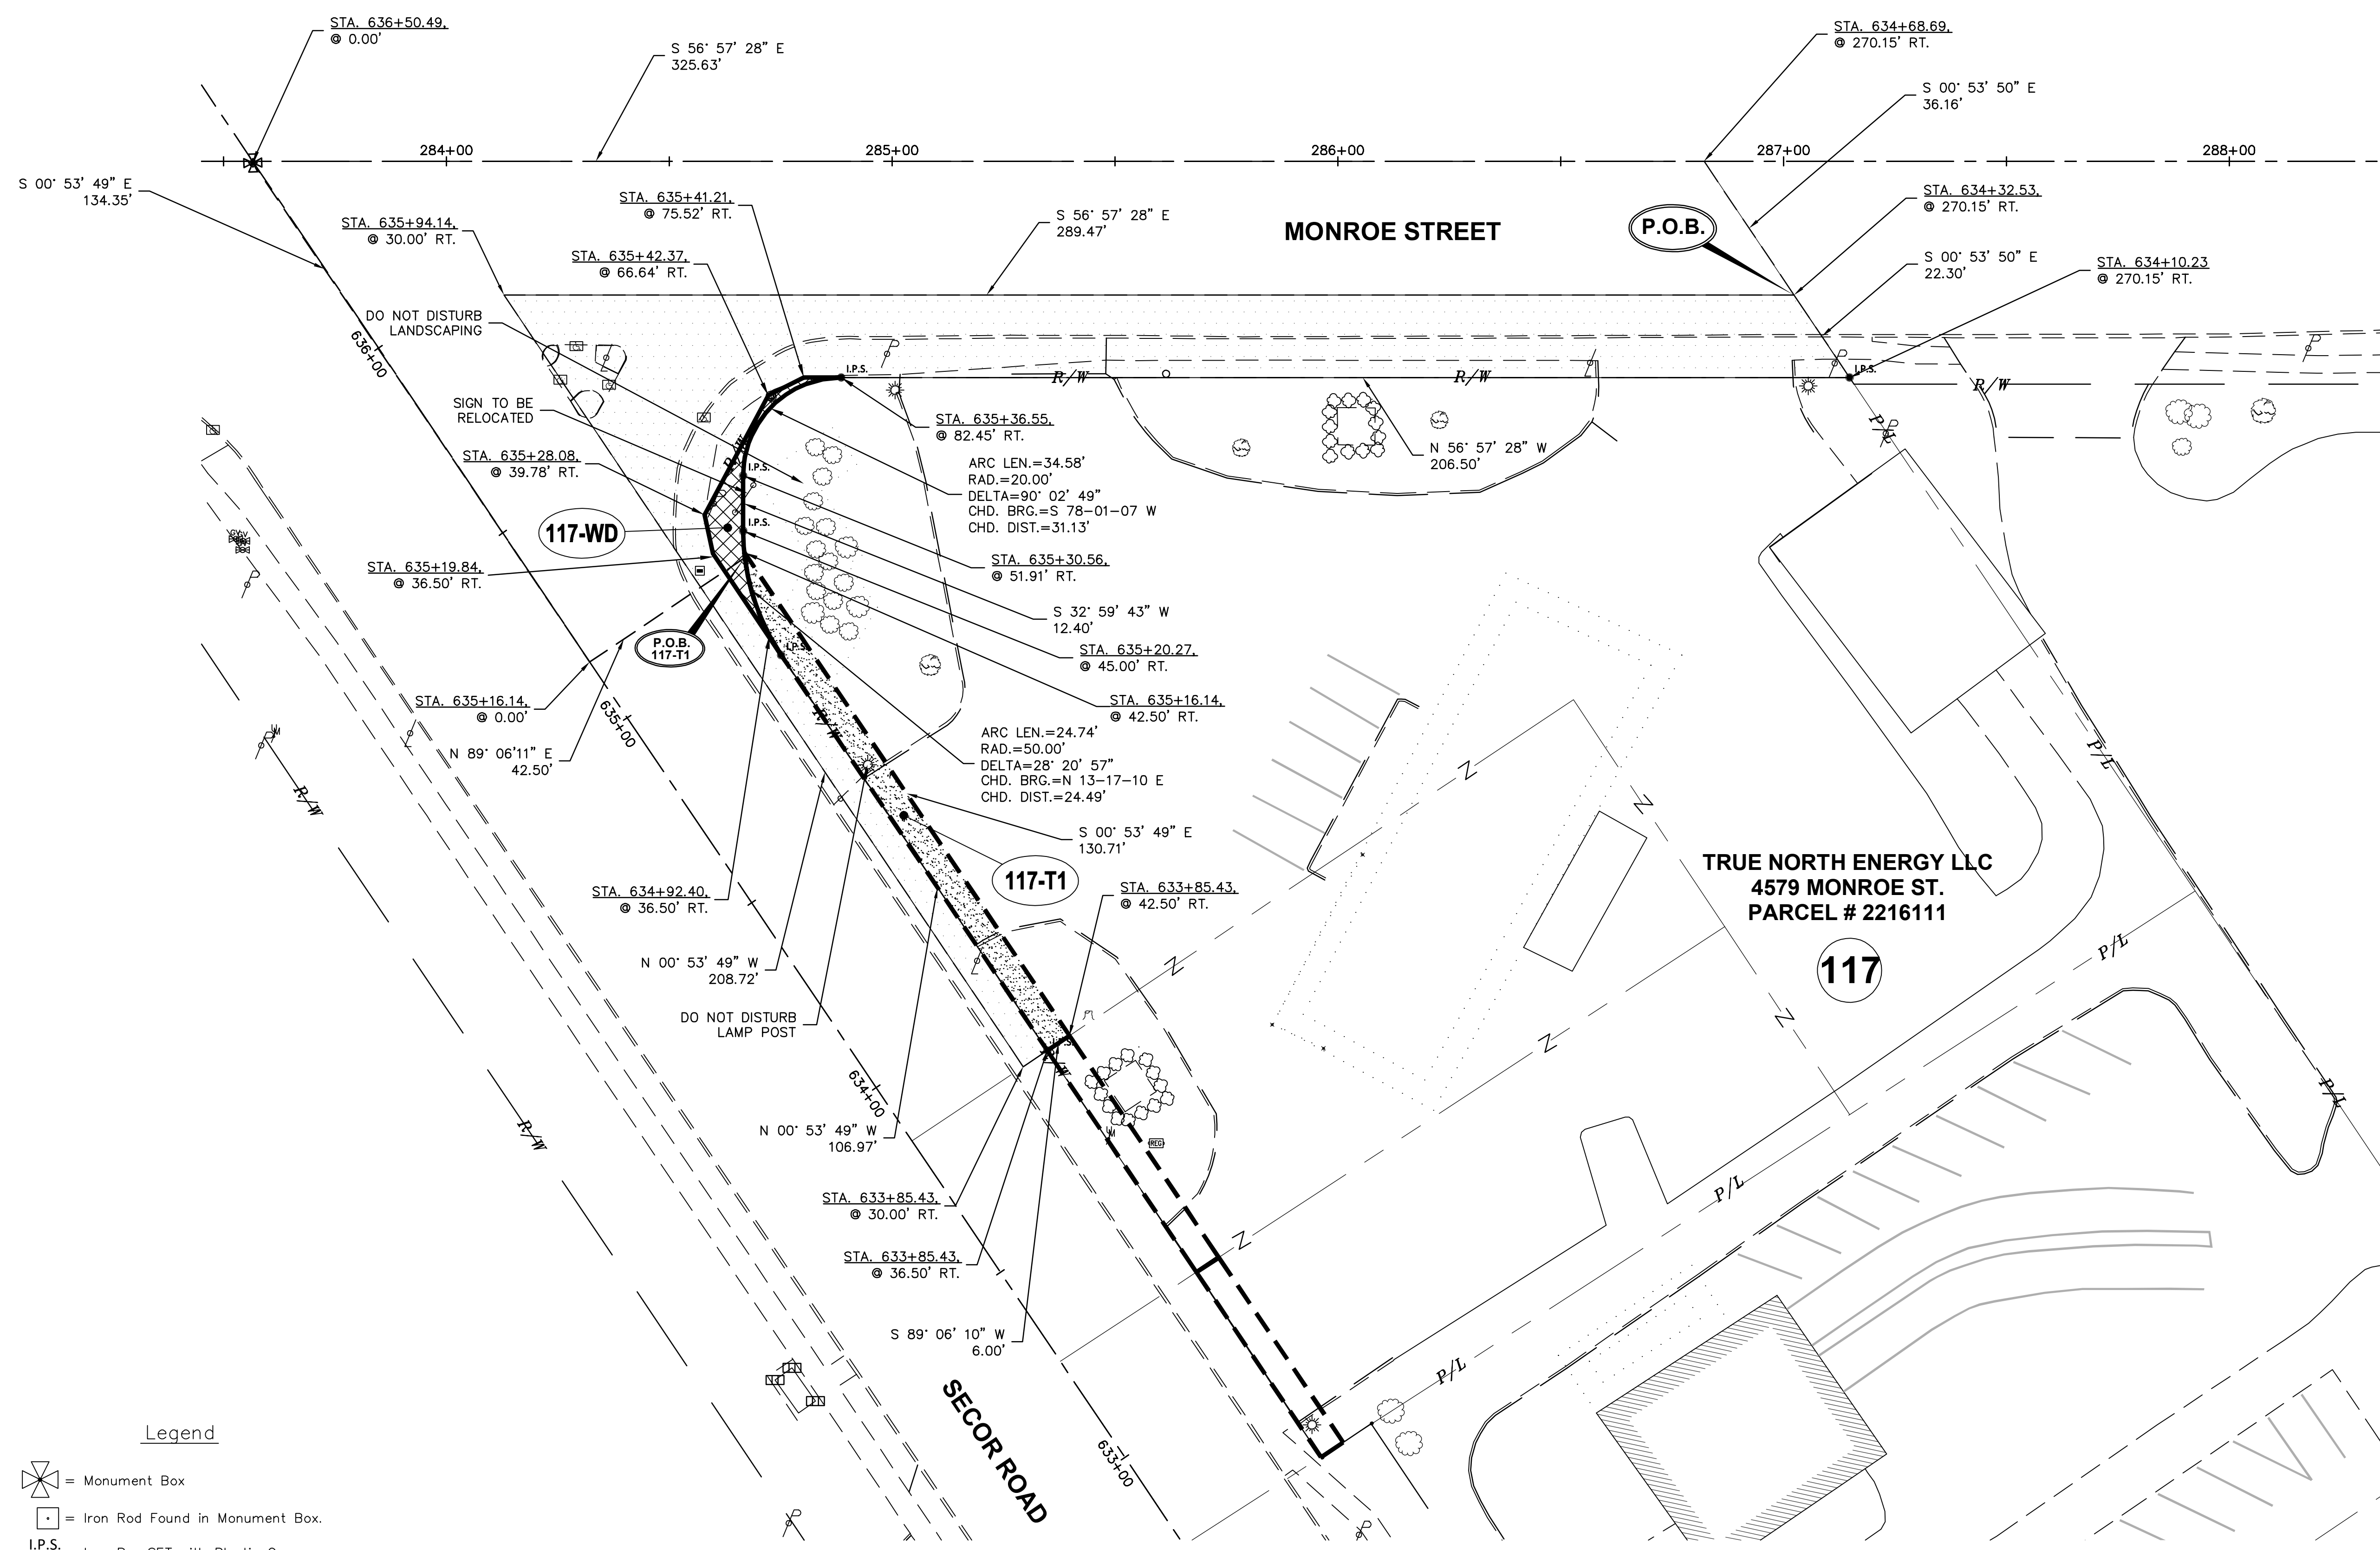 STA. 636+50.49,
@ 0.00'
S 56° 57' 28" E
325.63'
STA. 634+68.69,
@ 270.15' RT.
S 00° 53' 50" E
36.16'
284+00
285+00
286+00
287+00
288+00
S 00° 53' 49" E
134.35'
STA. 635+94.14,
@ 30.00' RT.
STA. 635+41.21,
@ 75.52' RT.
STA. 635+42.37,
@ 66.64' RT.
S 56° 57' 28" E
289.47'
MONROE STREET
P.O.B.
STA. 634+32.53,
@ 270.15' RT.
S 00° 53' 50" E
22.30'
STA. 634+10.23
@ 270.15' RT.
DO NOT DISTURB
LANDSCAPING
636+00
I.P.S.
R/W
R/W
I.P.S.
R/W
P/L
SIGN TO BE
RELOCATED
STA. 635+36.55,
@ 82.45' RT.
N 56° 57' 28" W
206.50'
STA. 635+28.08,
@ 39.78' RT.
R/W
I.P.S.
ARC LEN.=34.58'
RAD.=20.00'
DELTA=90° 02' 49"
CHD. BRG.=S 78-01-07 W
CHD. DIST.=31.13'
117-WD
I.P.S.
STA. 635+19.84,
@ 36.50' RT.
STA. 635+30.56,
@ 51.91' RT.
S 32° 59' 43" W
12.40'
P.O.B.
117-T1
I.P.S.
STA. 635+20.27,
@ 45.00' RT.
STA. 635+16.14,
@ 0.00'
635+00
R/W
STA. 635+16.14,
@ 42.50' RT.
N 89° 06'11" E
42.50'
ARC LEN.=24.74'
RAD.=50.00'
DELTA=28° 20' 57"
CHD. BRG.=N 13-17-10 E
CHD. DIST.=24.49'
R/W
P/L
S 00° 53' 49" E
130.71'
117-T1
STA. 634+92.40,
@ 36.50' RT.
STA. 633+85.43,
@ 42.50' RT.
TRUE NORTH ENERGY LLC
4579 MONROE ST.
PARCEL # 2216111
117
P/L
N 00° 53' 49" W
208.72'
DO NOT DISTURB
LAMP POST
634+00
R/W
P/L
N 00° 53' 49" W
106.97'
REG
P/L
STA. 633+85.43,
@ 30.00' RT.
STA. 633+85.43,
@ 36.50' RT.
S 89° 06' 10" W
6.00'
P/L
SECOR ROAD
633+00
Legend
= Monument Box
= Iron Rod Found in Monument Box.
I.P.S.